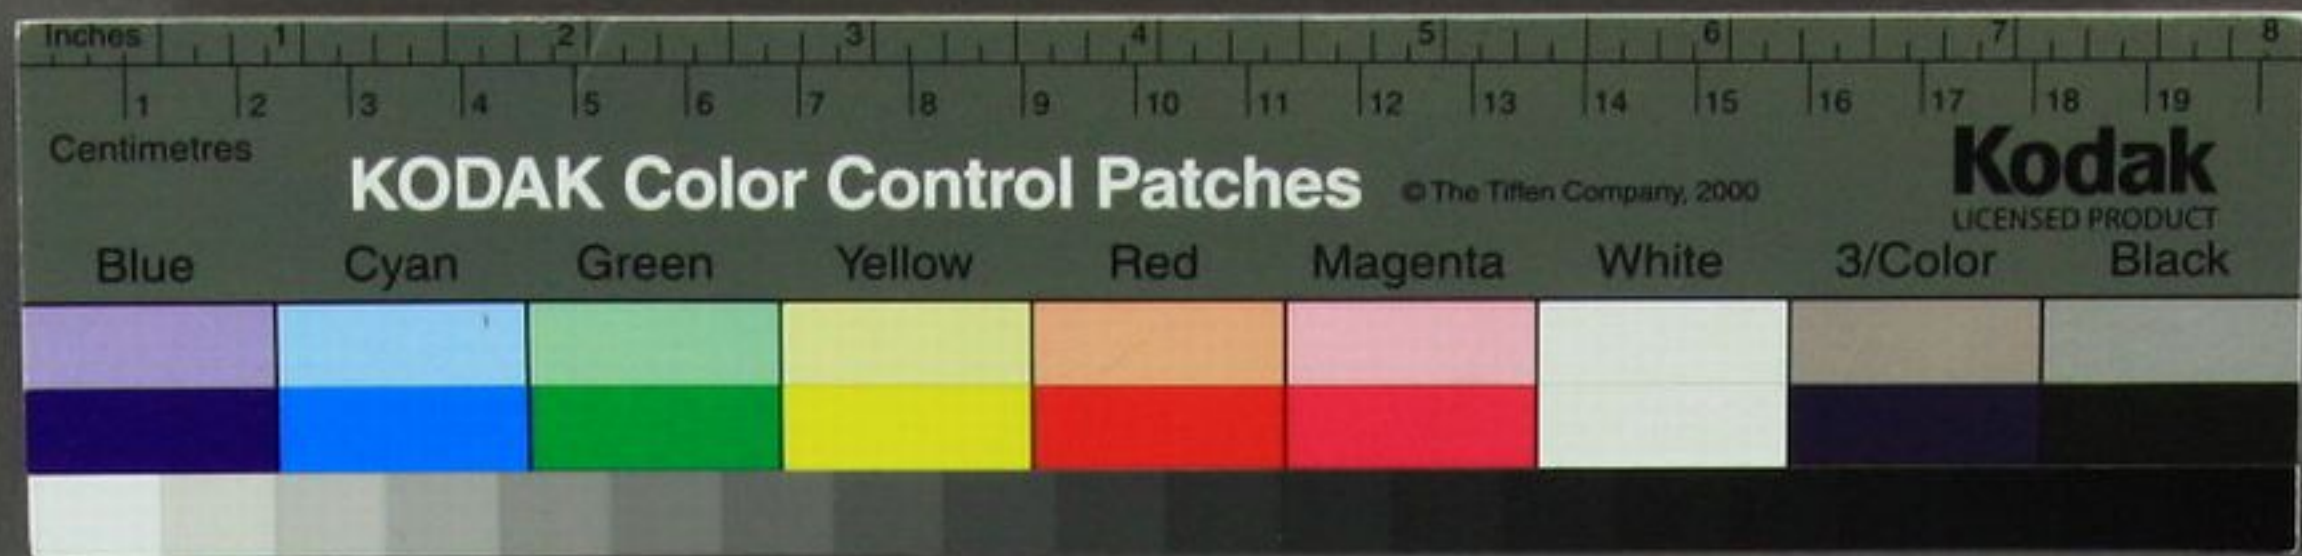 Inches 1 2 3 4 5 6 7 8
1 2 3 4 5 6 7 8 9 10 11 12 13 14 15 16 17 18 19
Centimetres
KODAK Color Control Patches © The Tiffen Company, 2000 Kodak
LICENSED PRODUCT
Blue Cyan Green Yellow Red Magenta White 3/Color Black